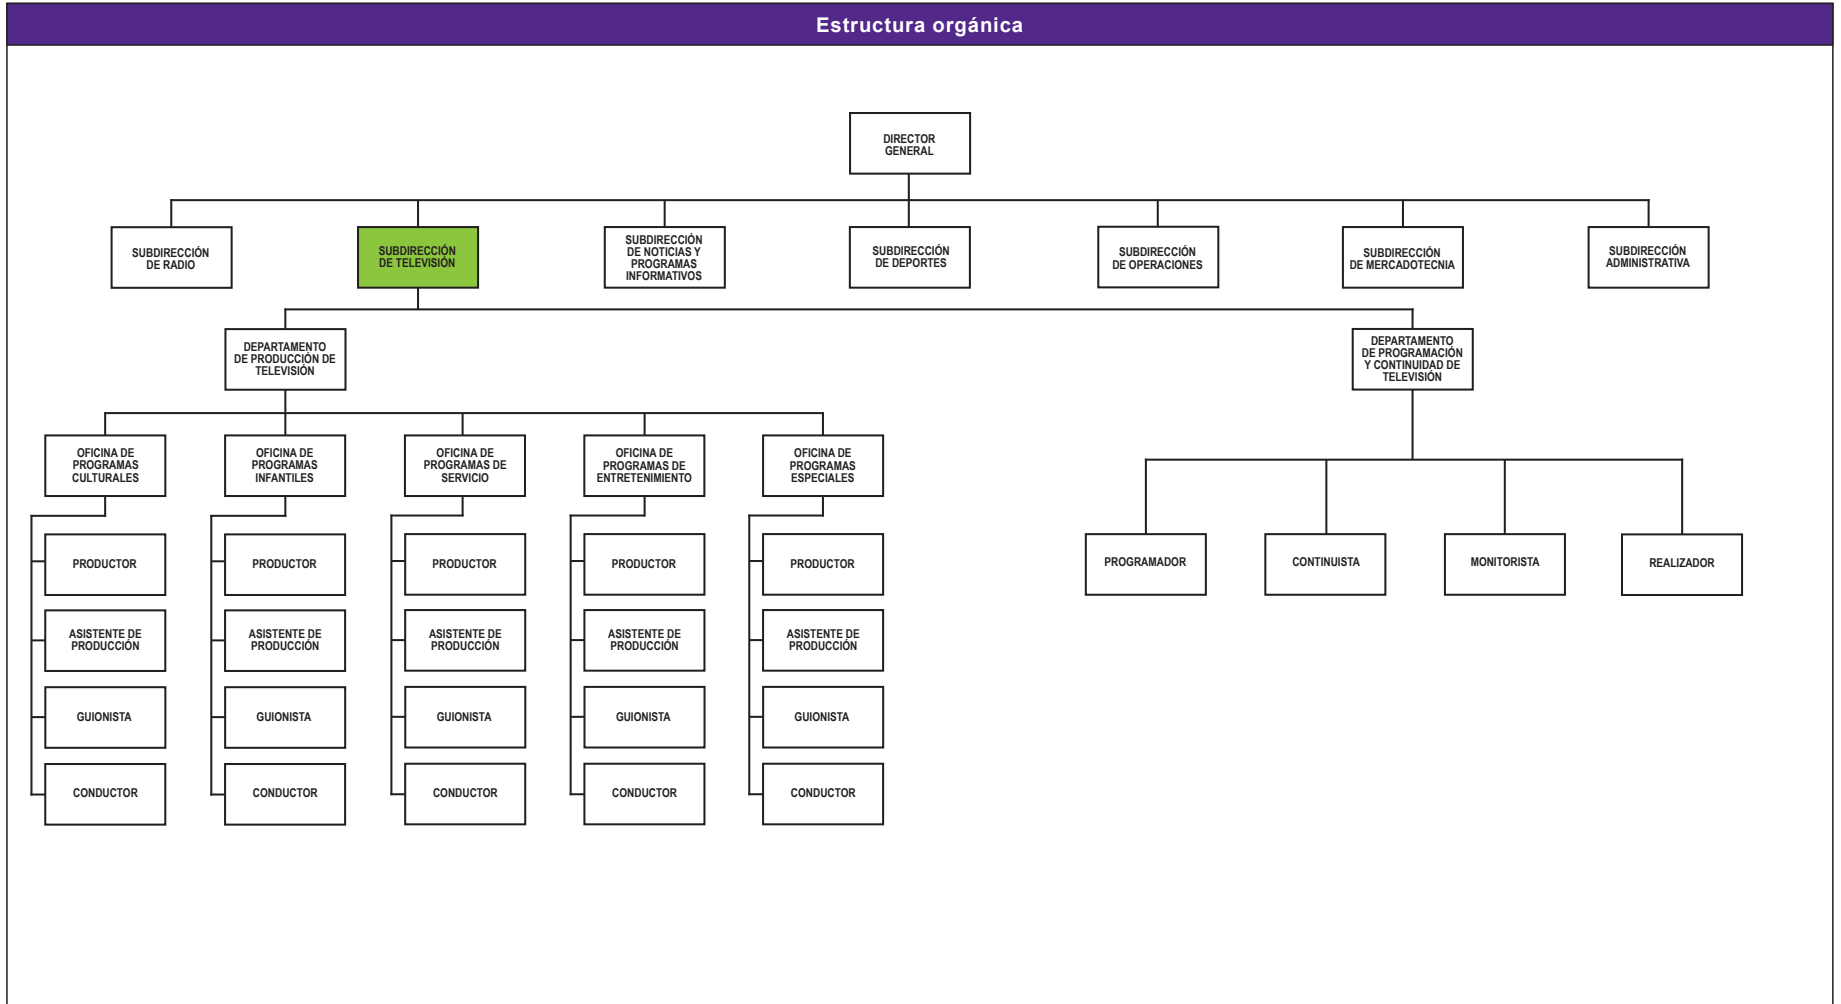 Estructura orgánica
DIRECTOR
GENERAL
SUBDIRECCIÓN
DE RADIO
SUBDIRECCIÓN
DE TELEVISIÓN
SUBDIRECCIÓN
DE NOTICIAS Y
PROGRAMAS
INFORMATIVOS
SUBDIRECCIÓN
DE DEPORTES
SUBDIRECCIÓN
DE OPERACIONES
SUBDIRECCIÓN
DE MERCADOTECNIA
SUBDIRECCIÓN
ADMINISTRATIVA
DEPARTAMENTO
DE PRODUCCIÓN DE
TELEVISIÓN
DEPARTAMENTO
DE PROGRAMACIÓN
Y CONTINUIDAD DE
TELEVISIÓN
OFICINA DE
PROGRAMAS
CULTURALES
OFICINA DE
PROGRAMAS
INFANTILES
OFICINA DE
PROGRAMAS DE
SERVICIO
OFICINA DE
PROGRAMAS DE
ENTRETENIMIENTO
OFICINA DE
PROGRAMAS
ESPECIALES
PRODUCTOR
PRODUCTOR
PRODUCTOR
PRODUCTOR
PRODUCTOR
PROGRAMADOR
CONTINUISTA
MONITORISTA
REALIZADOR
ASISTENTE DE
PRODUCCIÓN
ASISTENTE DE
PRODUCCIÓN
ASISTENTE DE
PRODUCCIÓN
ASISTENTE DE
PRODUCCIÓN
ASISTENTE DE
PRODUCCIÓN
GUIONISTA
GUIONISTA
GUIONISTA
GUIONISTA
GUIONISTA
CONDUCTOR
CONDUCTOR
CONDUCTOR
CONDUCTOR
CONDUCTOR